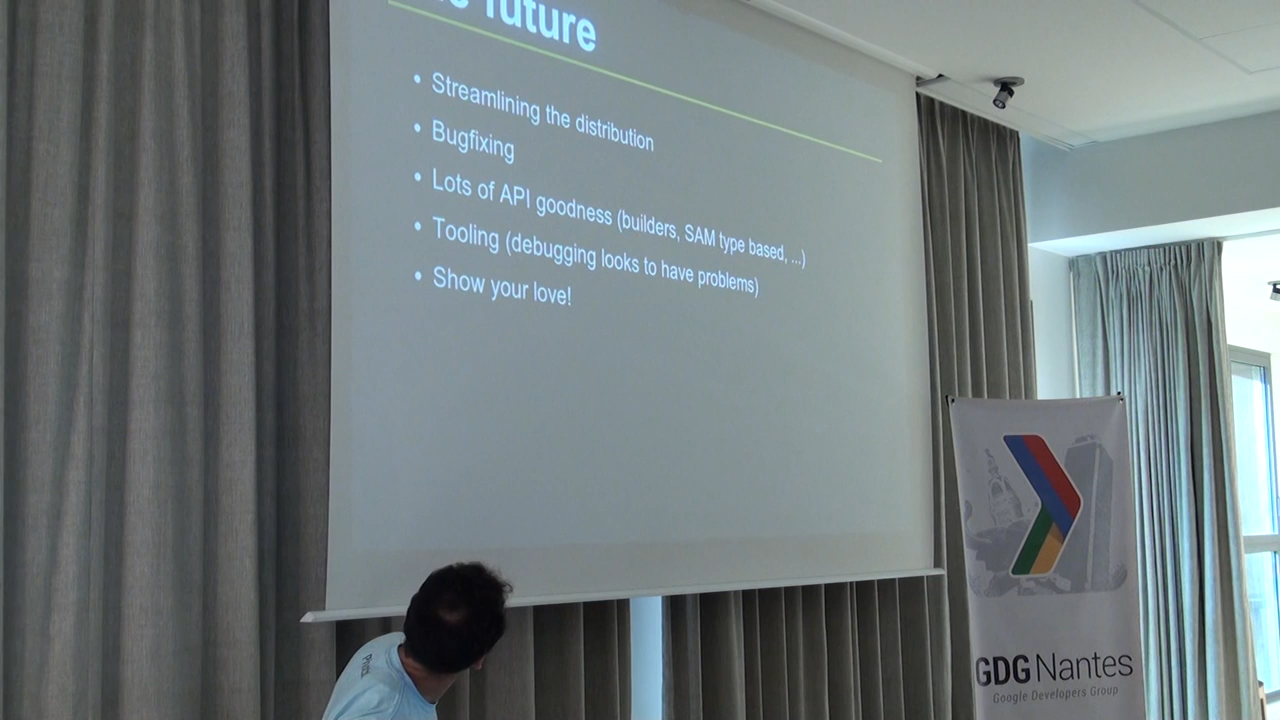 future
• Streamlining the distribution
• Bugfixing
• Lots of API goodness (builders, SAM type based, ...)
• Tooling (debugging looks to have problems)
• Show your love!
GDG Nantes
Google Developers Group